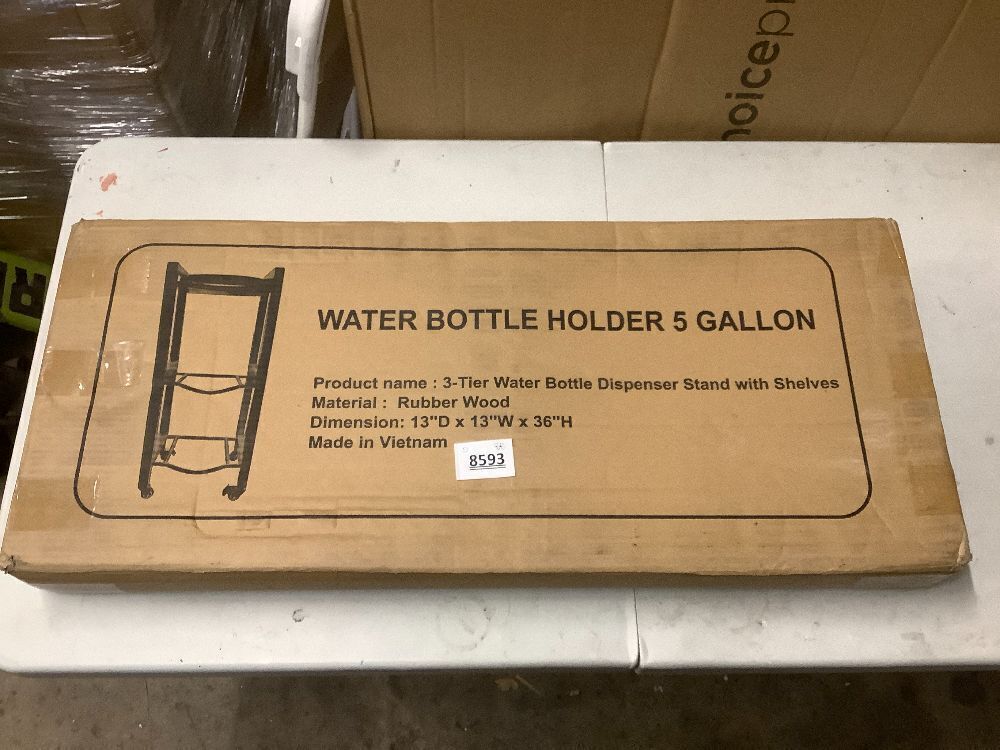 hoicepr
R
WATER BOTTLE HOLDER 5 GALLON
Product name : 3-Tier Water Bottle Dispenser Stand with Shelves
Material : Rubber Wood
Dimension: 13"D x 13"W x 36"H
Made in Vietnam
8593